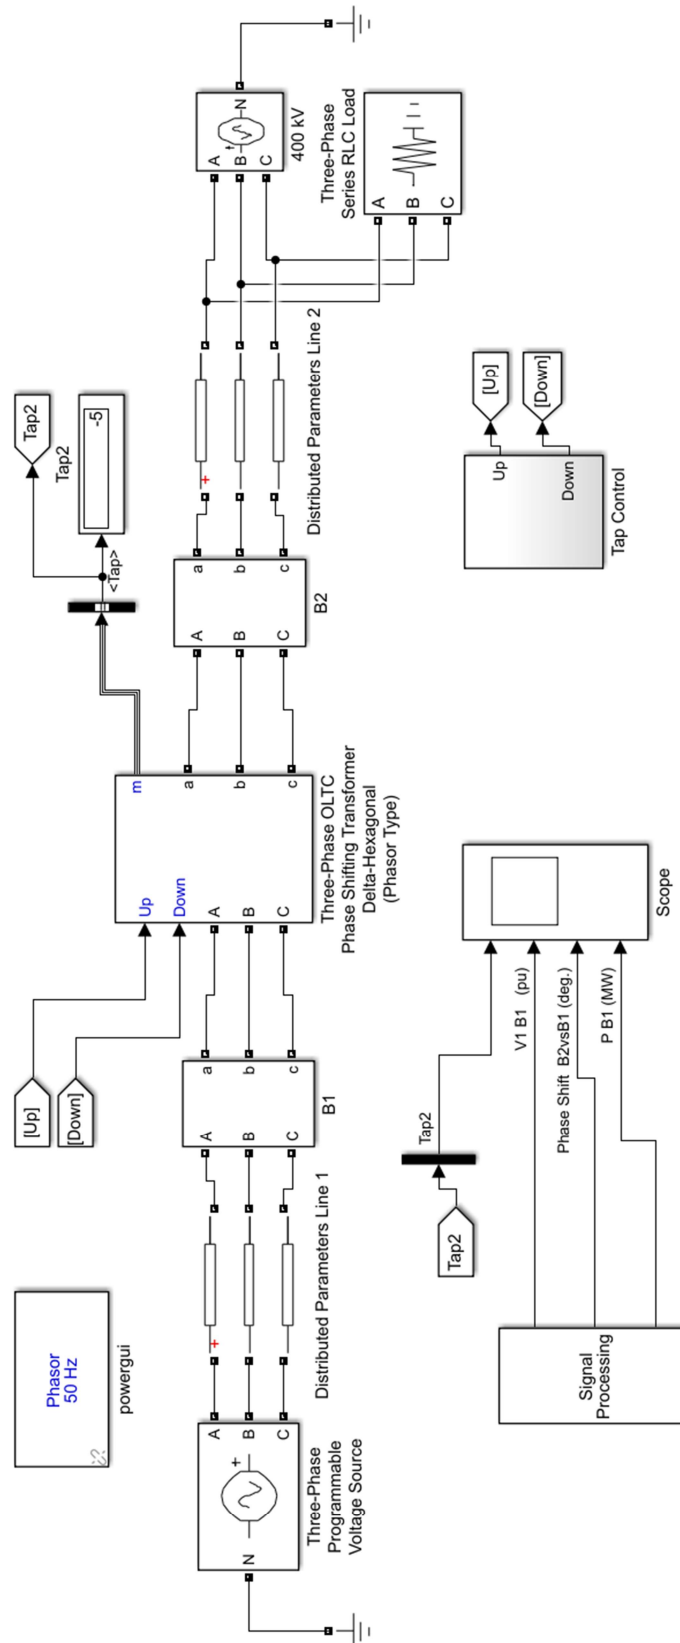 Phasor
50 Hz
powergui
[Up]
[Down]
Tap2
Tap2
-5
<Tap>
N
+
A
B
C
Three-Phase
Programmable
Voltage Source
+
Distributed Parameters Line 1
A
B
C
a
b
c
B1
Up
Down
A
B
C
m
a
b
c
Three-Phase OLTC
Phase Shifting Transformer
Delta-Hexagonal
(Phasor Type)
A
B
C
a
b
c
B2
+
Distributed Parameters Line 2
A
B
C
N
400 kV
A
B
C
Three-Phase
Series RLC Load
Tap2
Tap2
Signal
Processing
V1 B1 (pu)
Phase Shift B2vsB1 (deg.)
P B1 (MW)
Scope
Up
Down
Tap Control
[Up]
[Down]